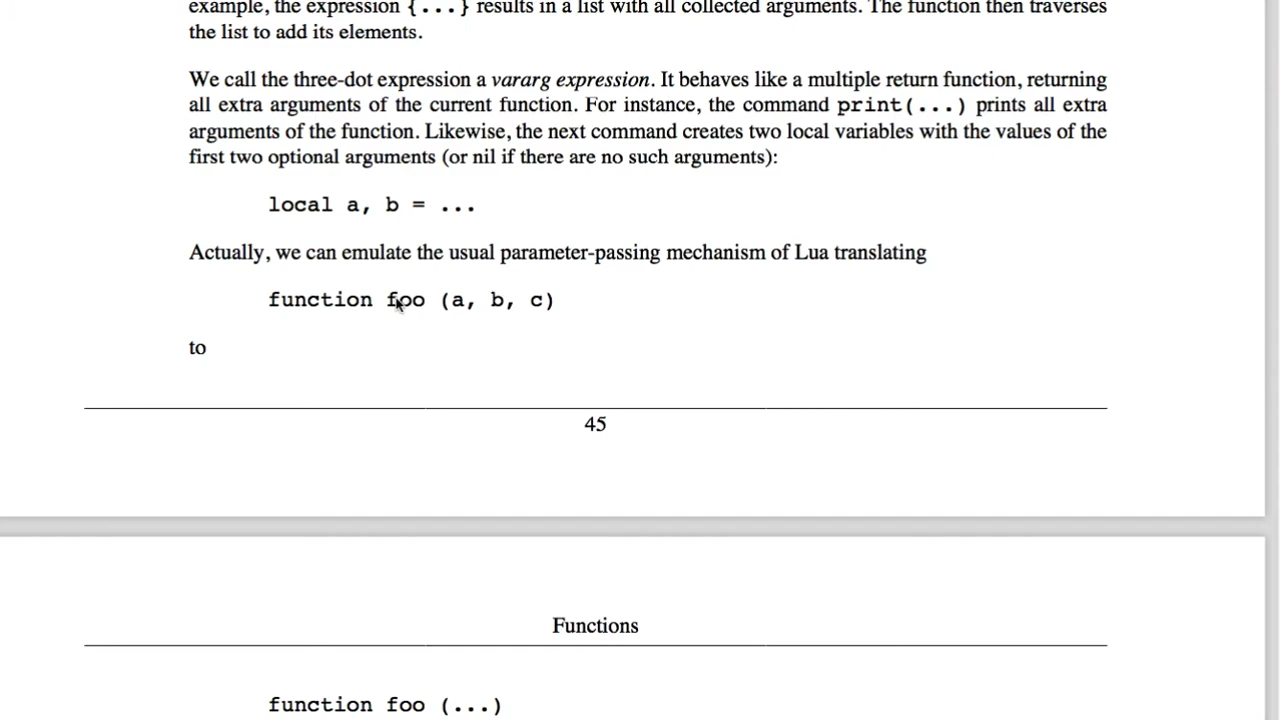 example, the expression {...} results in a list with all collected arguments. The function then traverses
the list to add its elements.
We call the three-dot expression a vararg expression. It behaves like a multiple return function, returning
all extra arguments of the current function. For instance, the command print(...) prints all extra
arguments of the function. Likewise, the next command creates two local variables with the values of the
first two optional arguments (or nil if there are no such arguments):
local a, b = ...
Actually, we can emulate the usual parameter-passing mechanism of Lua translating
function foo (a, b, c)
to
45
Functions
function foo (...)